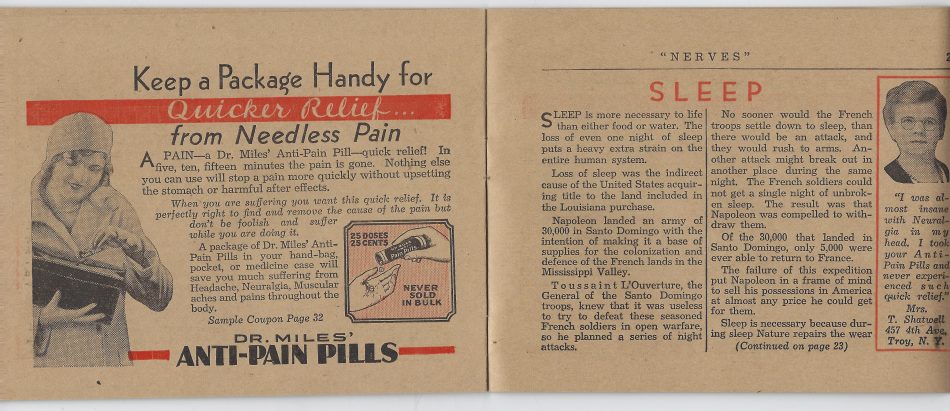 Keep a Package Handy for
Quicker Relief...
from Needless Pain
A PAIN—a Dr. Miles' Anti-Pain Pill—quick relief! In
five, ten, fifteen minutes the pain is gone. Nothing else
you can use will stop a pain more quickly without upsetting
the stomach or harmful after effects.
When you are suffering you want this quick relief. It is
perfectly right to find and remove the cause of the pain but
don't be foolish and suffer
while you are doing it.
A package of Dr. Miles' Anti-
Pain Pills in your hand-bag,
pocket, or medicine case will
save you much suffering from
Headache, Neuralgia, Muscular
aches and pains throughout the
body.
Sample Coupon Page 32
25 DOSES
25 CENTS
NEVER
SOLD
IN BULK
DR. MILES'
ANTI-PAIN PILLS
"NERVES"
SLEEP
SLEEP is more necessary to life
than either food or water. The
loss of even one night of sleep
puts a heavy extra strain on the
entire human system.
Loss of sleep was the indirect
cause of the United States acquir-
ing title to the land included in
the Louisiana purchase.
Napoleon landed an army of
30,000 in Santo Domingo with the
intention of making it a base of
supplies for the colonization and
defence of the French lands in the
Mississippi Valley.
Toussaint L'Ouverture, the
General of the Santo Domingo
troops, knew that it was useless
to try to defeat these seasoned
French soldiers in open warfare,
so he planned a series of night
attacks.
No sooner would the French
troops settle down to sleep, than
there would be an attack, and
they would rush to arms. An-
other attack might break out in
another place during the same
night. The French soldiers could
not get a single night of unbrok-
en sleep. The result was that
Napoleon was compelled to with-
draw them.
Of the 30,000 that landed in
Santo Domingo, only 5,000 were
ever able to return to France.
The failure of this expedition
put Napoleon in a frame of mind
to sell his possessions in America
at almost any price he could get
for them.
Sleep is necessary because dur-
ing sleep Nature repairs the wear
(Continued on page 23)
"I was al-
most insane
with Neural-
gia in my
head. I took
your Anti-
Pain Pills and
never experi-
enced such
quick relief."
Mrs.
T. Shatwell
457 4th Ave.
Troy, N. Y.